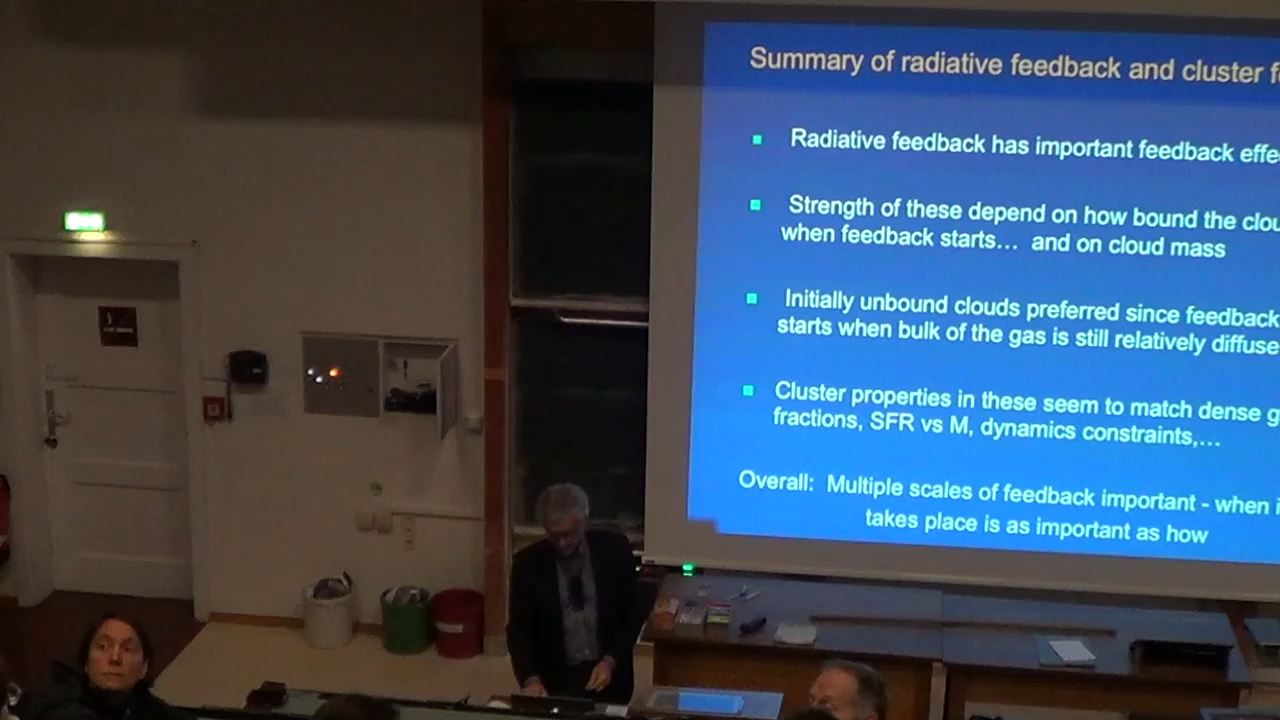 Summary of radiative feedback and cluster
Radiative feedback has important feedback effe
Strength of these depend on how bound the clou
when feedback starts... and on cloud mass
Initially unbound clouds preferred since feedback
starts when bulk of the gas is still relatively diffuse
Cluster properties in these seem to match dense g
fractions, SFR vs M, dynamics constraints,...
Overall: Multiple scales of feedback important - when i
takes place is as important as how